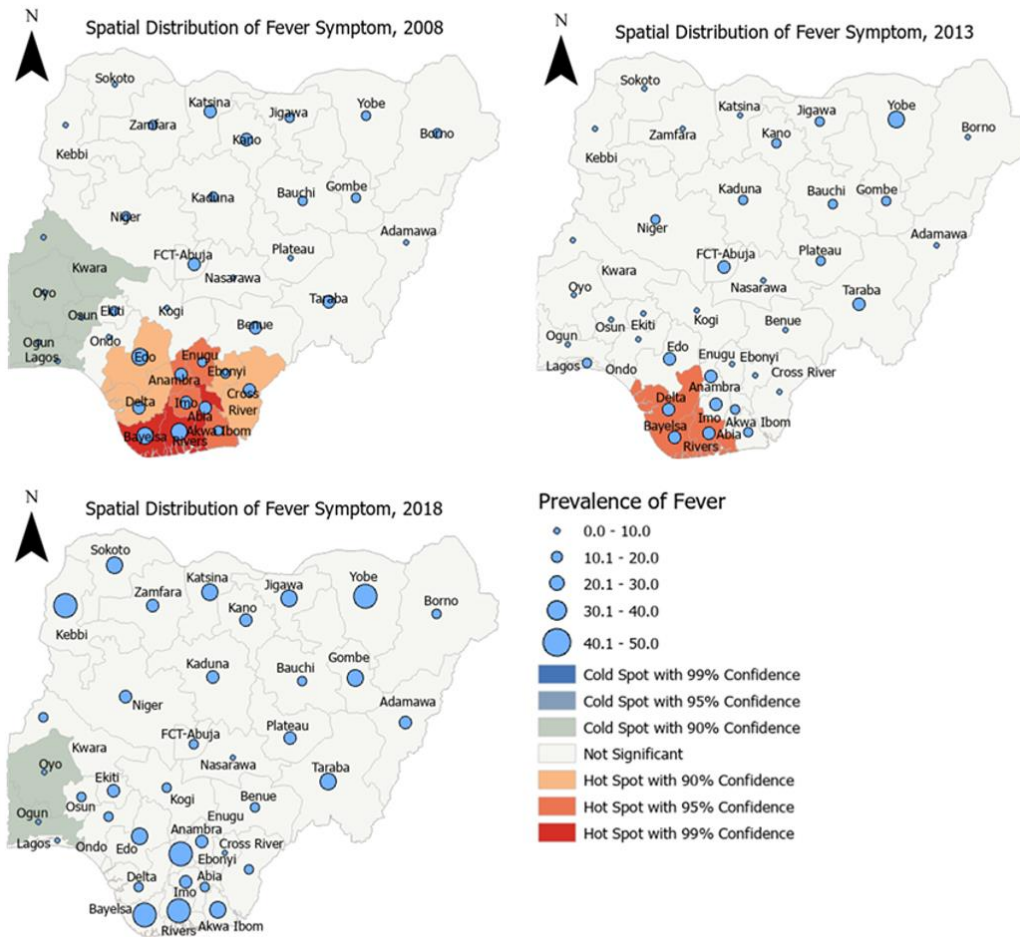 N
Spatial Distribution of Fever Symptom, 2008
Sokoto
Katsina
Zamfara
Jigawa
Yobe
Kano
Borno
Kebbi
Kaduna
Bauchi
Gombe
Niger
Adamawa
FCT-Abuja
Plateau
Kwara
Nasarawa
Oyo
Taraba
Osun
Ekiti
Kogi
Benue
Ogun
Ondo
Lagos
Edo
Enugu
Ebonyi
Anambra
Cross
River
Delta
Imo
Abia
Bayelsa
Akwa Ibom
Rivers
N
Spatial Distribution of Fever Symptom, 2013
Sokoto
Katsina
Jigawa
Yobe
Zamfara
Kano
Borno
Kebbi
Kaduna
Bauchi
Gombe
Niger
Adamawa
FCT-Abuja
Plateau
Kwara
Nasarawa
Oyo
Taraba
Osun
Ekiti
Kogi
Benue
Ogun
Edo
Enugu
Ebonyi
Lagos
Ondo
Cross River
Anambra
Delta
Imo
Akwa Ibom
Bayelsa
Abia
Rivers
N
Spatial Distribution of Fever Symptom, 2018
Sokoto
Katsina
Jigawa
Yobe
Zamfara
Kano
Borno
Kebbi
Kaduna
Bauchi
Gombe
Niger
Adamawa
FCT-Abuja
Plateau
Kwara
Oyo
Nasarawa
Taraba
Ekiti
Osun
Kogi
Benue
Ogun
Enugu
Anambra
Lagos
Ondo
Edo
Cross River
Ebonyi
Delta
Abia
Imo
Bayelsa
Akwa Ibom
Rivers
Prevalence of Fever
0.0 - 10.0
10.1 - 20.0
20.1 - 30.0
30.1 - 40.0
40.1 - 50.0
Cold Spot with 99% Confidence
Cold Spot with 95% Confidence
Cold Spot with 90% Confidence
Not Significant
Hot Spot with 90% Confidence
Hot Spot with 95% Confidence
Hot Spot with 99% Confidence